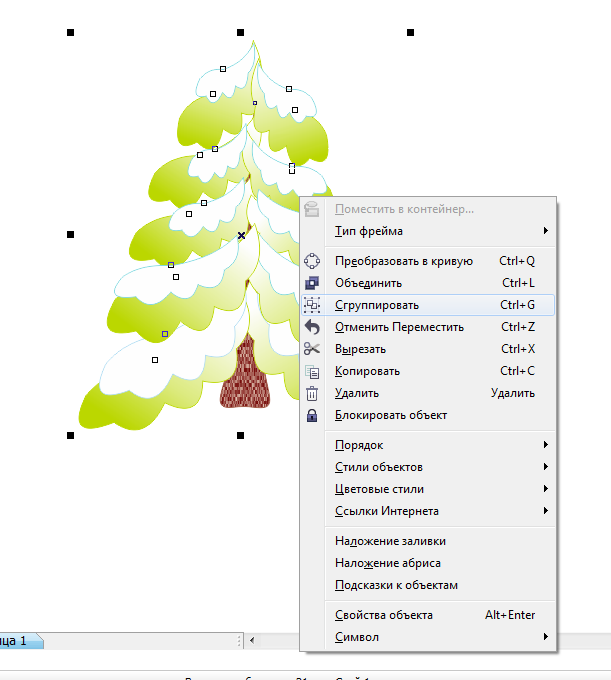 Поместить в контейнер...
Тип фрейма
Преобразовать в кривую Ctrl+Q
Объединить Ctrl+L
Сгруппировать Ctrl+G
Отменить Переместить Ctrl+Z
Вырезать Ctrl+X
Копировать Ctrl+C
Удалить Удалить
Блокировать объект
Порядок
Стили объектов
Цветовые стили
Ссылки Интернета
Наложение заливки
Наложение абриса
Подсказки к объектам
Свойства объекта Alt+Enter
Символ
ца 1